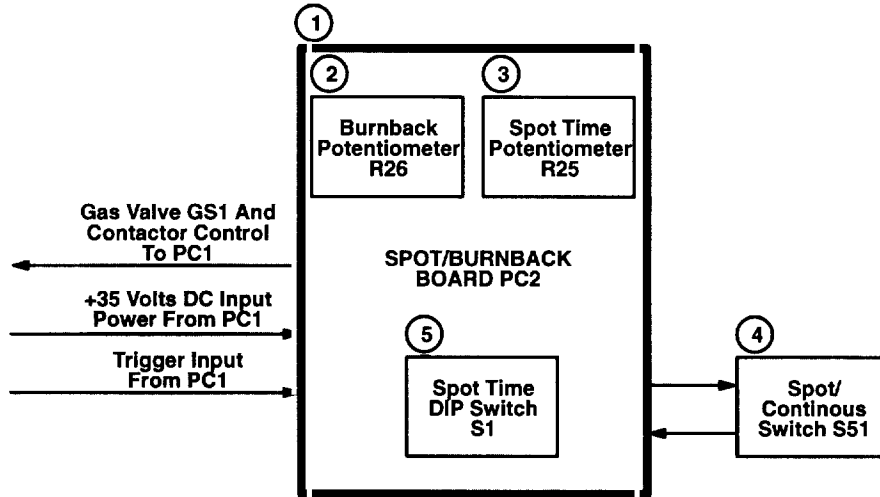 1
2
3
Burnback
Potentiometer
R26
Spot Time
Potentiometer
R25
Gas Valve GS1 And
Contactor Control
To PC1
SPOT/BURNBACK
BOARD PC2
+35 Volts DC Input
Power From PC1
Trigger Input
From PC1
5
Spot Time
DIP Switch
S1
4
Spot/
Continous
Switch S51